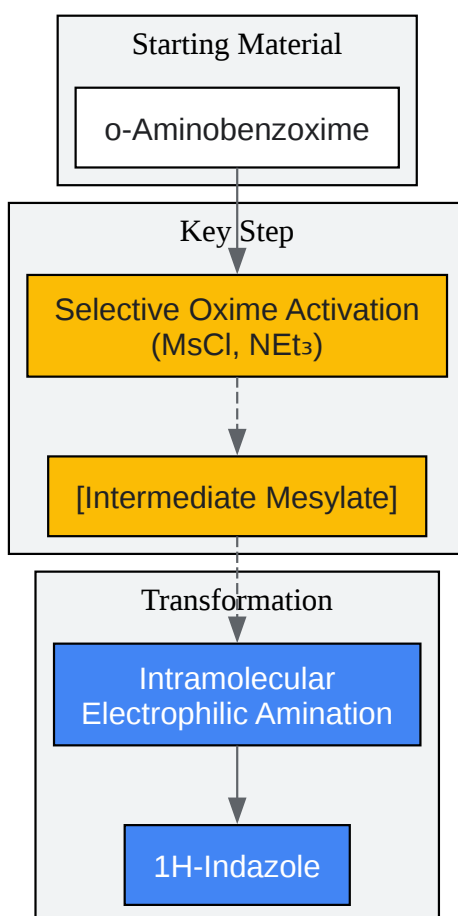 Starting Material
o-Aminobenzoxime
Key Step
Selective Oxime Activation
(MsCl, NEt₃)
[Intermediate Mesylate]
Transformation
Intramolecular
Electrophilic Amination
1H-Indazole